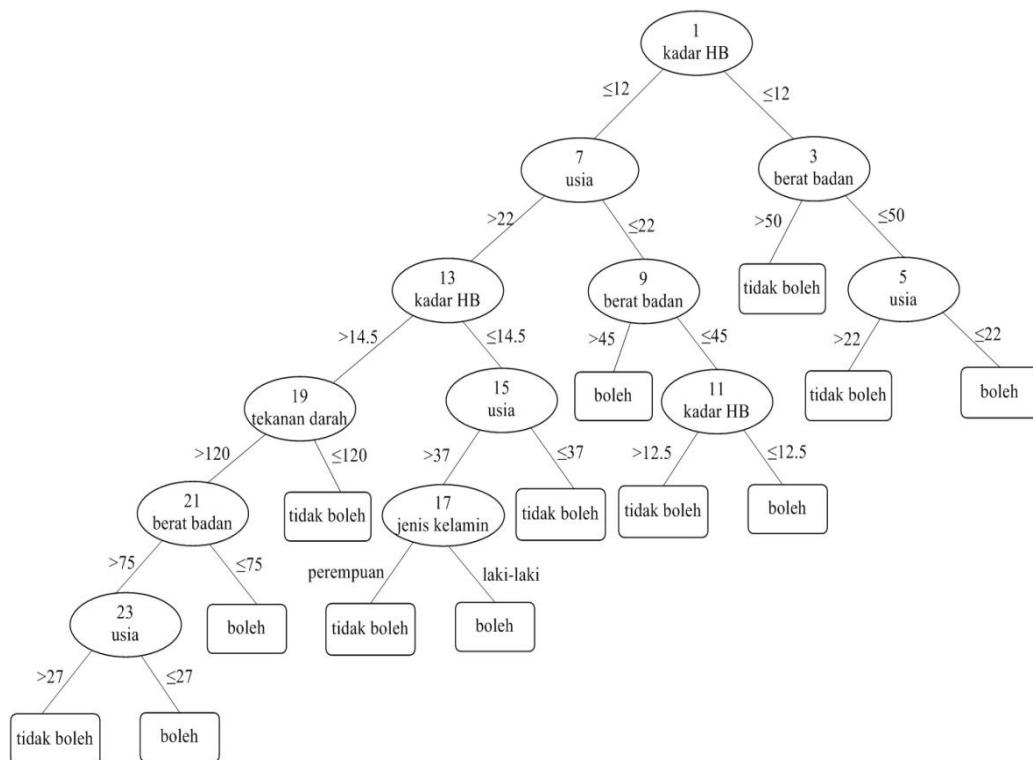 1
kadar HB
≤12
≤12
7
usia
3
berat badan
>22
≤22
>50
≤50
13
kadar HB
9
berat badan
tidak boleh
5
usia
>14.5
≤14.5
>45
≤45
>22
≤22
19
tekanan darah
15
usia
boleh
11
kadar HB
tidak boleh
boleh
>120
≤120
>37
≤37
>12.5
≤12.5
21
berat badan
tidak boleh
17
jenis kelamin
tidak boleh
tidak boleh
boleh
>75
≤75
perempuan
laki-laki
23
usia
boleh
tidak boleh
boleh
>27
≤27
tidak boleh
boleh